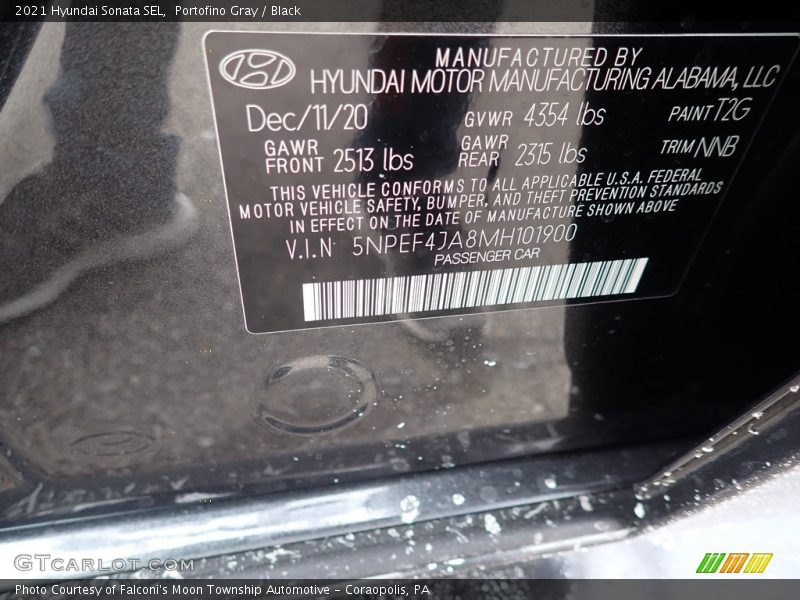 2021 Hyundai Sonata SEL,  Portofino Gray / Black
MANUFACTURED BY
HYUNDAI MOTOR MANUFACTURING ALABAMA, LLC
Dec/11/20 GVWR 4354 lbs PAINT T2G
GAWR FRONT 2513 lbs GAWR REAR 2315 lbs TRIM NNB
THIS VEHICLE CONFORMS TO ALL APPLICABLE U.S.A. FEDERAL
MOTOR VEHICLE SAFETY, BUMPER, AND THEFT PREVENTION STANDARDS
IN EFFECT ON THE DATE OF MANUFACTURE SHOWN ABOVE
V.I.N 5NPEF4JA8MH101900
PASSENGER CAR
GTCARLOT.COM
Photo Courtesy of Falconi's Moon Township Automotive - Coraopolis, PA